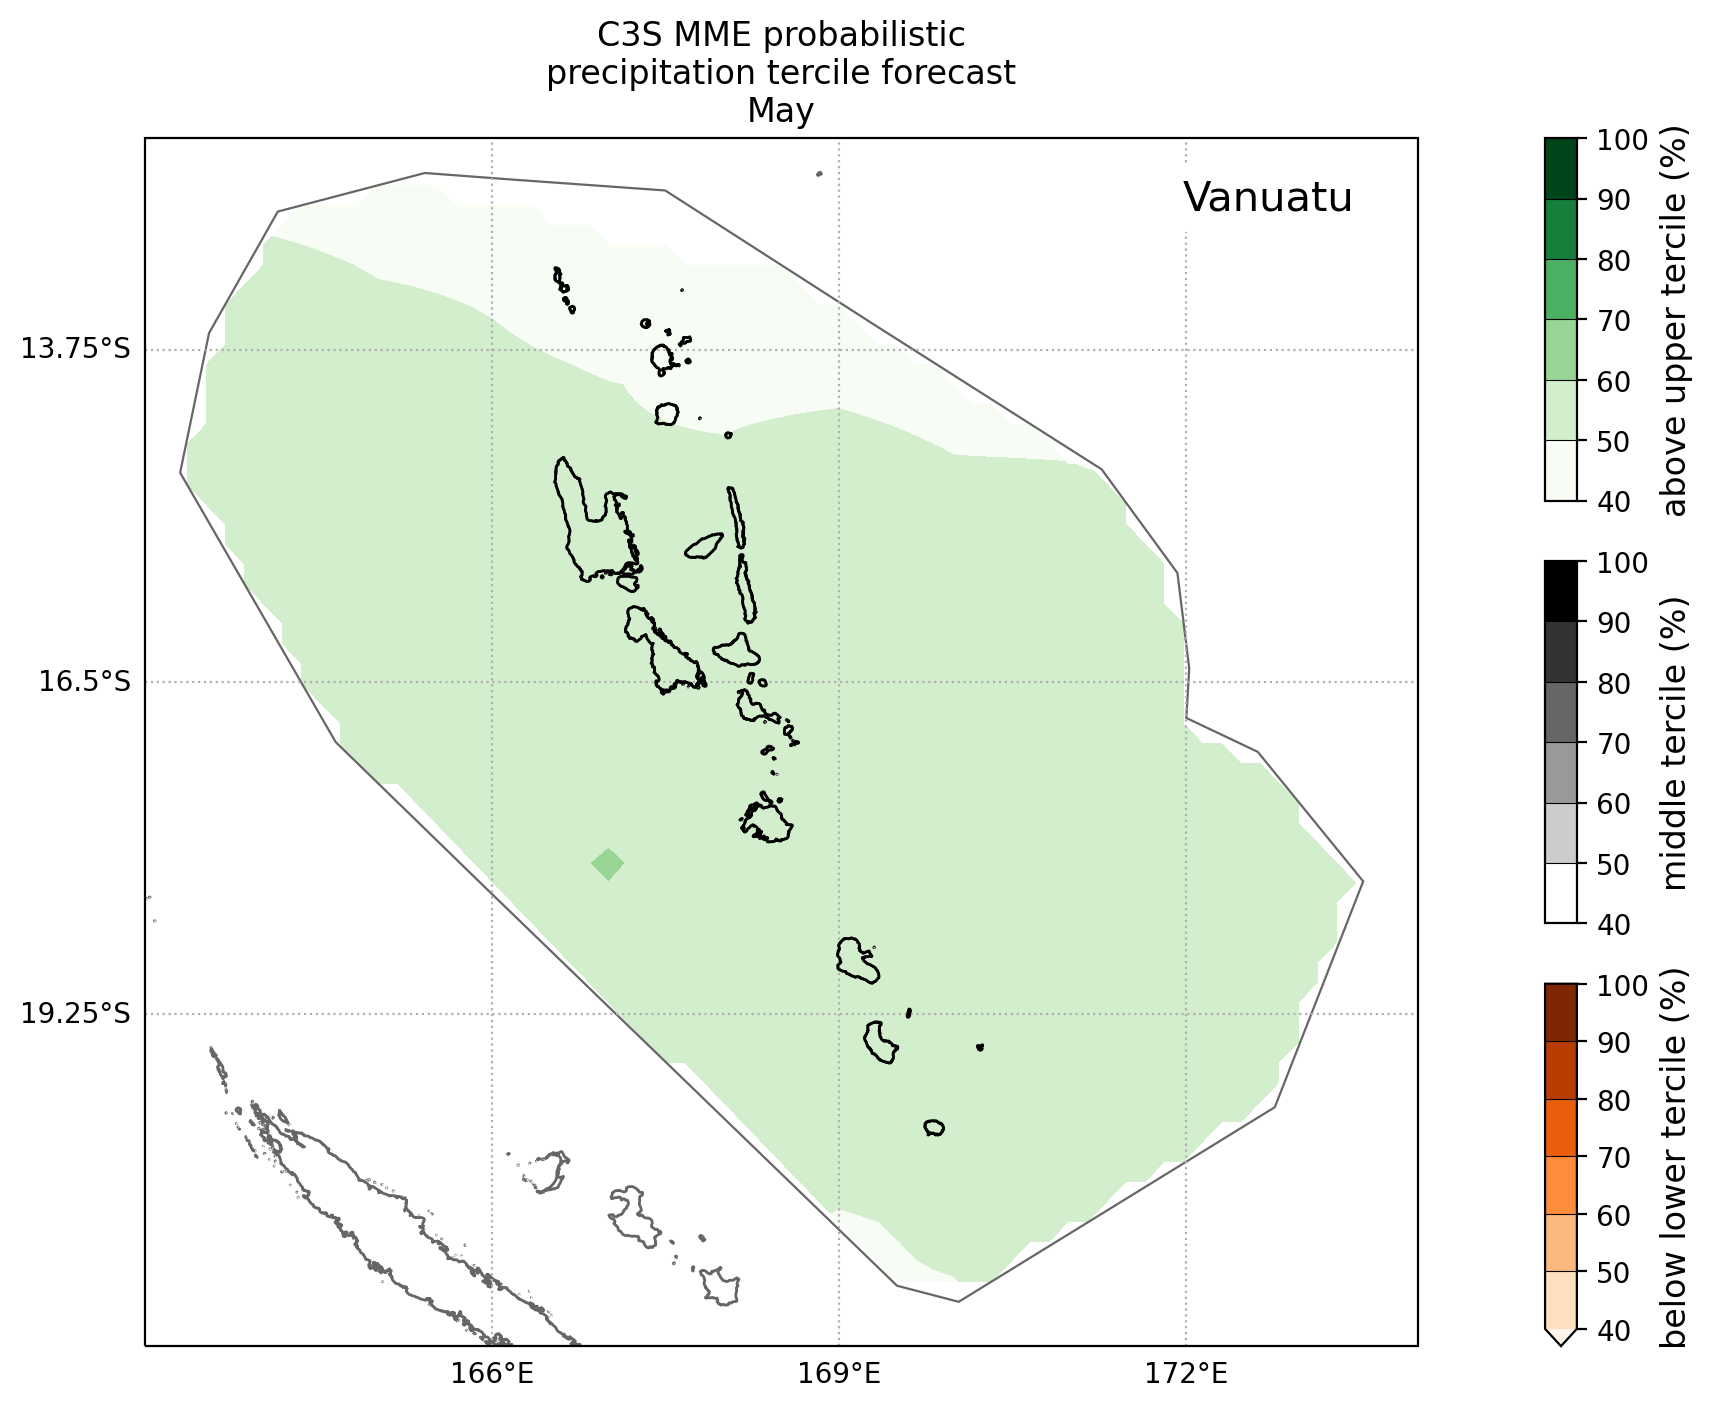 C3S MME probabilistic
precipitation tercile forecast
May
Vanuatu
13.75°S
16.5°S
19.25°S
166°E
169°E
172°E
100
90
80
70
60
50
40
above upper tercile (%)
100
90
80
70
60
50
40
middle tercile (%)
100
90
80
70
60
50
40
below lower tercile (%)